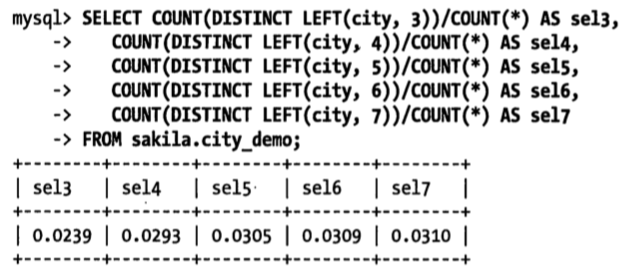 mysql> SELECT COUNT(DISTINCT LEFT(city, 3))/COUNT(*) AS sel3,
    ->     COUNT(DISTINCT LEFT(city, 4))/COUNT(*) AS sel4,
    ->     COUNT(DISTINCT LEFT(city, 5))/COUNT(*) AS sel5,
    ->     COUNT(DISTINCT LEFT(city, 6))/COUNT(*) AS sel6,
    ->     COUNT(DISTINCT LEFT(city, 7))/COUNT(*) AS sel7
    -> FROM sakila.city_demo;
+--------+--------+--------+--------+--------+
| sel3   | sel4   | sel5   | sel6   | sel7   |
+--------+--------+--------+--------+--------+
| 0.0239 | 0.0293 | 0.0305 | 0.0309 | 0.0310 |
+--------+--------+--------+--------+--------+